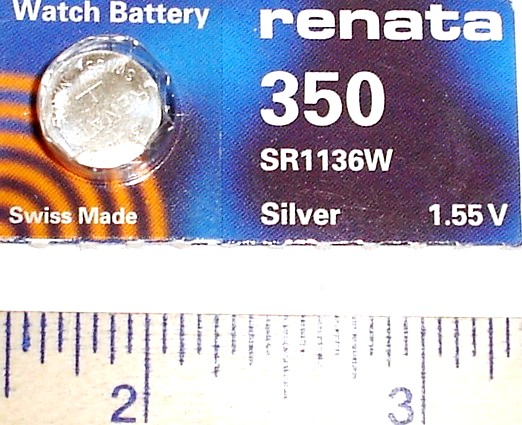 Watch Battery
renata
350
SR1136W
Swiss Made
Silver 1.55 V
2 3